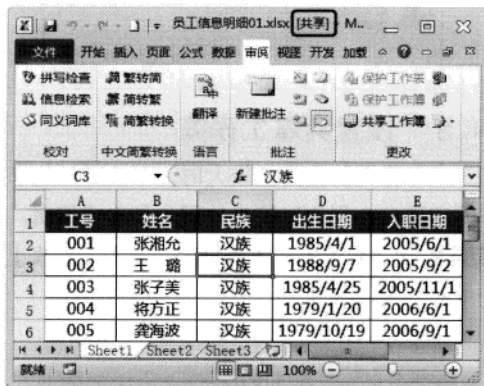 员工信息明细01.xlsx [共享] - M..
文件 开始 插入 页面 公式 数据 审阅 视图 开发 加载
拼写检查 繁转简 保护工作表
信息检索 简转繁 翻译 新建批注 保护工作簿
同义词库 简繁转换 共享工作簿
校对 中文简繁转换 语言 批注 更改
C3 fx 汉族
A B C D E
1 工号 姓名 民族 出生日期 入职日期
2 001 张湘允 汉族 1985/4/1 2005/6/1
3 002 王 璐 汉族 1988/9/7 2005/9/2
4 003 张子美 汉族 1985/4/25 2005/11/1
5 004 将方正 汉族 1979/1/20 2006/6/1
6 005 龚海波 汉族 1979/10/19 2006/9/1
Sheet1 Sheet2 Sheet3
就绪 100%